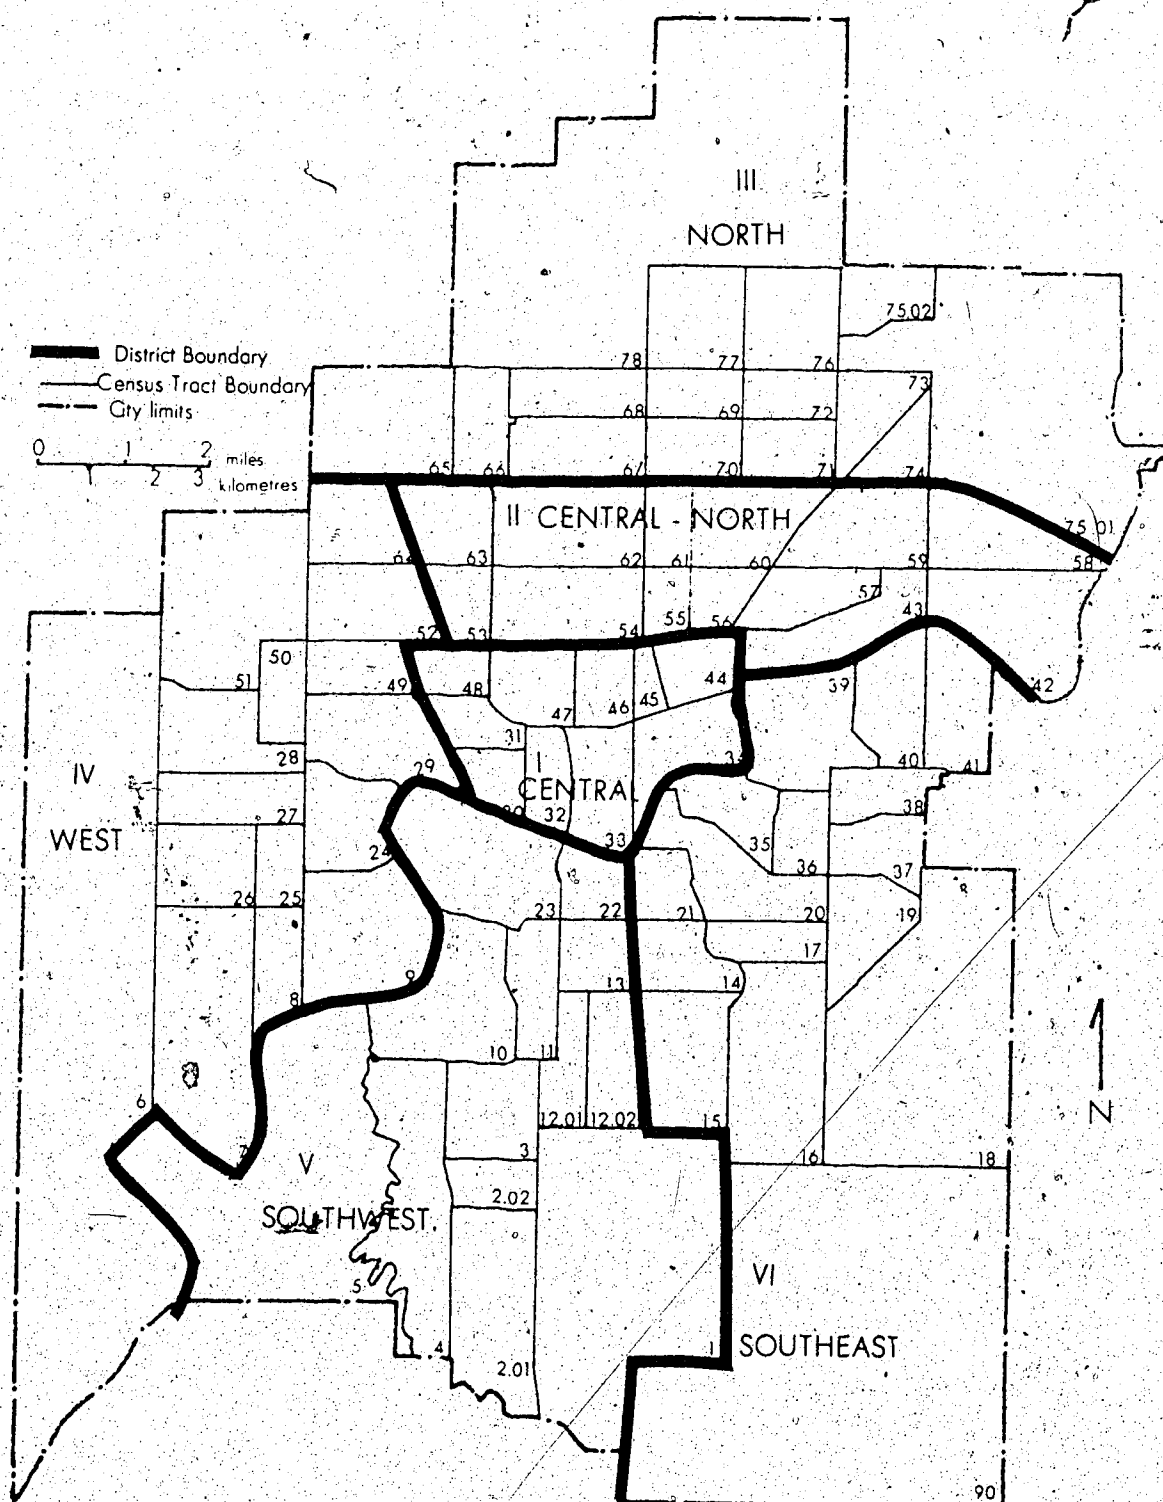 III
NORTH
75.02
District Boundary
78 77 76
Census Tract Boundary
73
City limits
68 69 72
0 1 2 miles
1 2 3 kilometres
65 66 67 70 71 74
II CENTRAL - NORTH
75.01
64 63 62 61 60 59 58
57
55 56 43
52 53 54
50
51 49 48 44 39 42
47 46 45
31
28 I 34 40 41
IV 29
CENTRAL
27 30 32 38
WEST 33
24 35
36 37
26 25
23 22 21 20 19
17
9 13 14
8
10 11
6
12.01 12.02 15
7 V 3 16 18
2.02
SOUTHWEST.
N
VI
5
4 1 SOUTHEAST
2.01
90